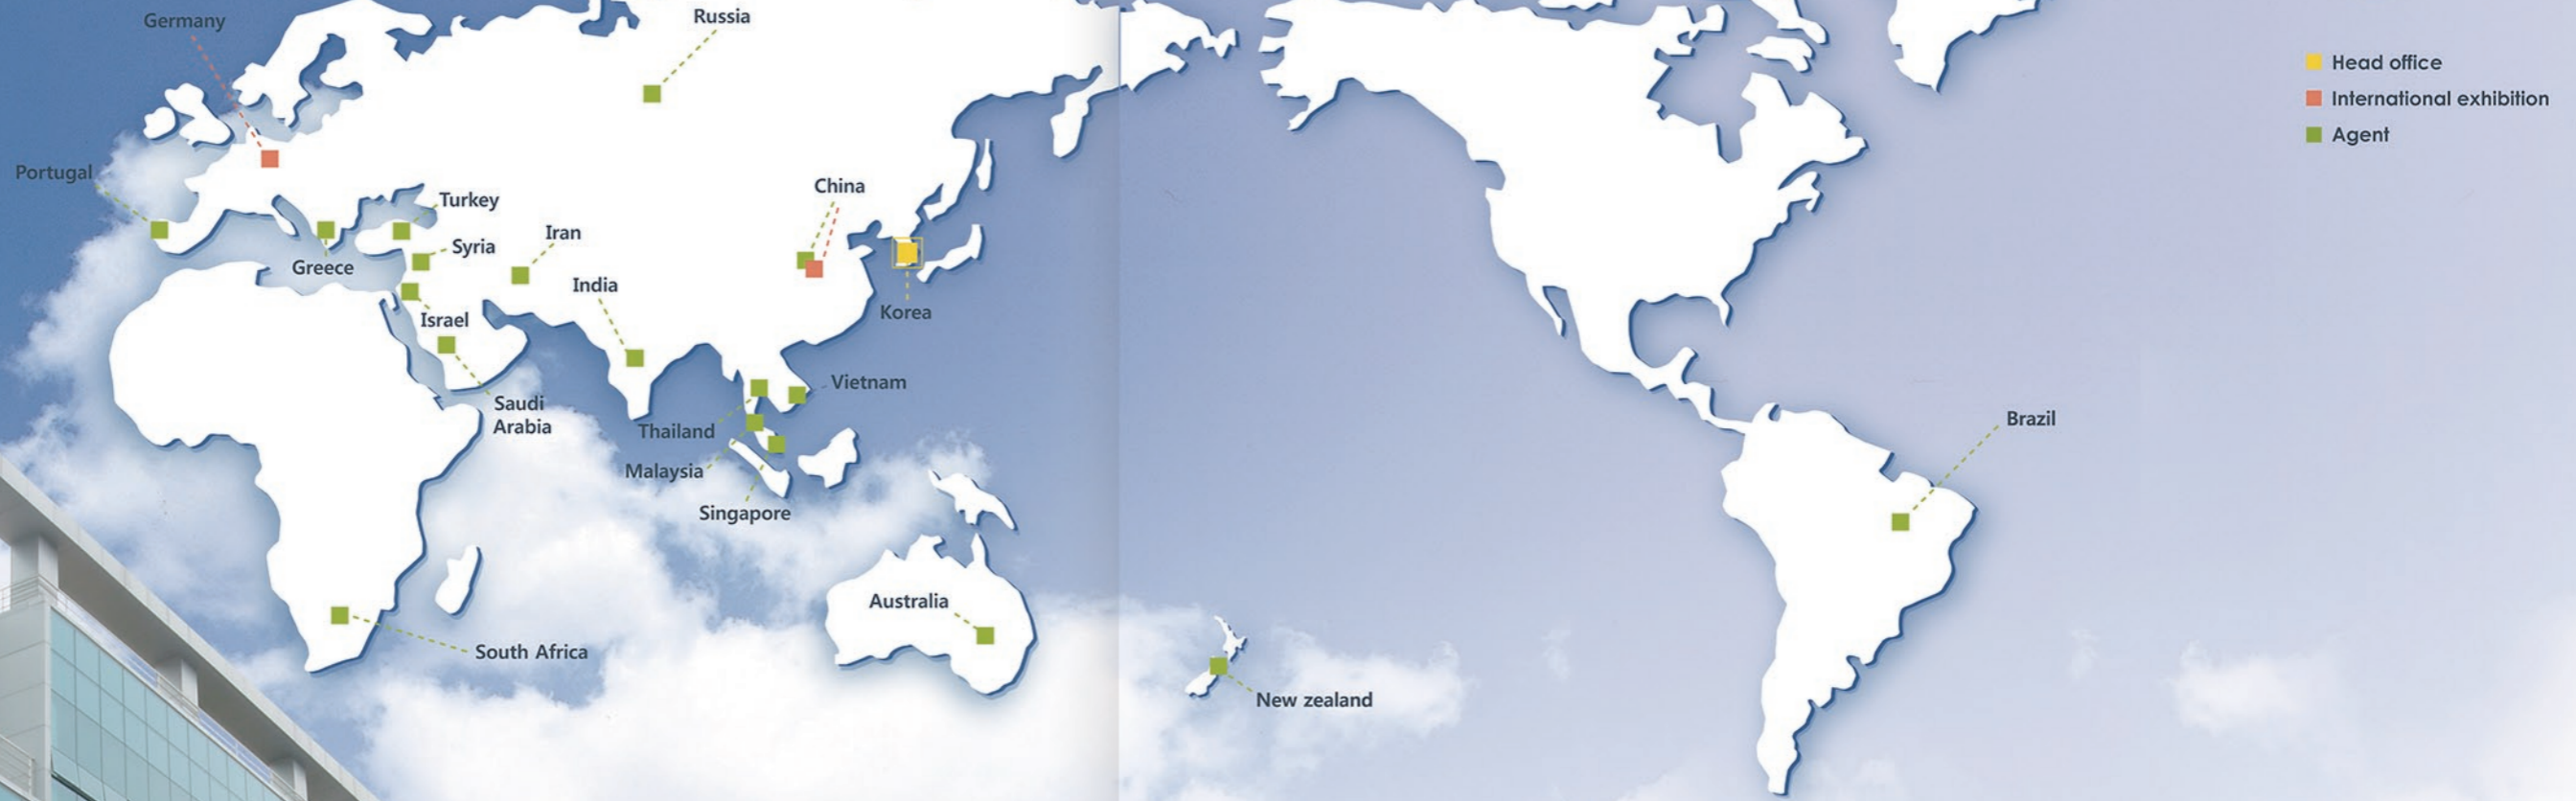 Germany
Russia
Head office
International exhibition
Agent
Portugal
China
Turkey
Syria
Iran
Greece
India
Korea
Israel
Vietnam
Saudi
Arabia
Thailand
Brazil
Malaysia
Singapore
Australia
South Africa
New zealand